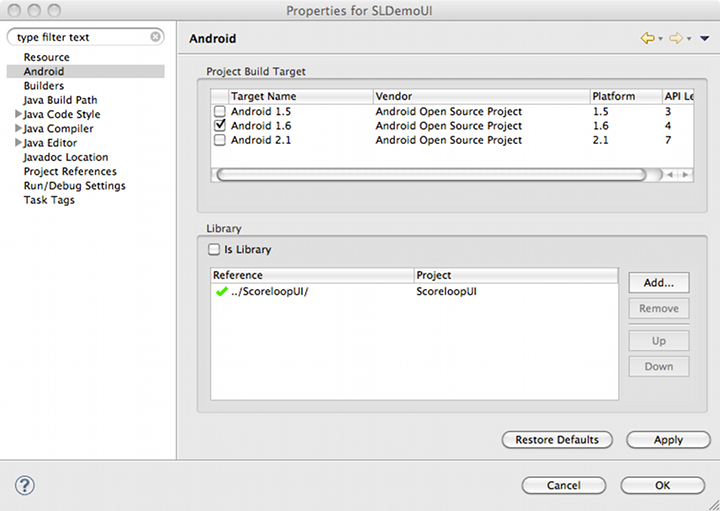 Properties for SLDemoUI
type filter text
Android
Resource
Android
Builders
Java Build Path
Java Code Style
Java Compiler
Java Editor
Javadoc Location
Project References
Run/Debug Settings
Task Tags
Project Build Target
Target Name Vendor Platform API Le
Android 1.5 Android Open Source Project 1.5 3
Android 1.6 Android Open Source Project 1.6 4
Android 2.1 Android Open Source Project 2.1 7
Library
Is Library
Reference Project
../ScoreloopUI/ ScoreloopUI
Add...
Remove
Up
Down
Restore Defaults Apply
? Cancel OK